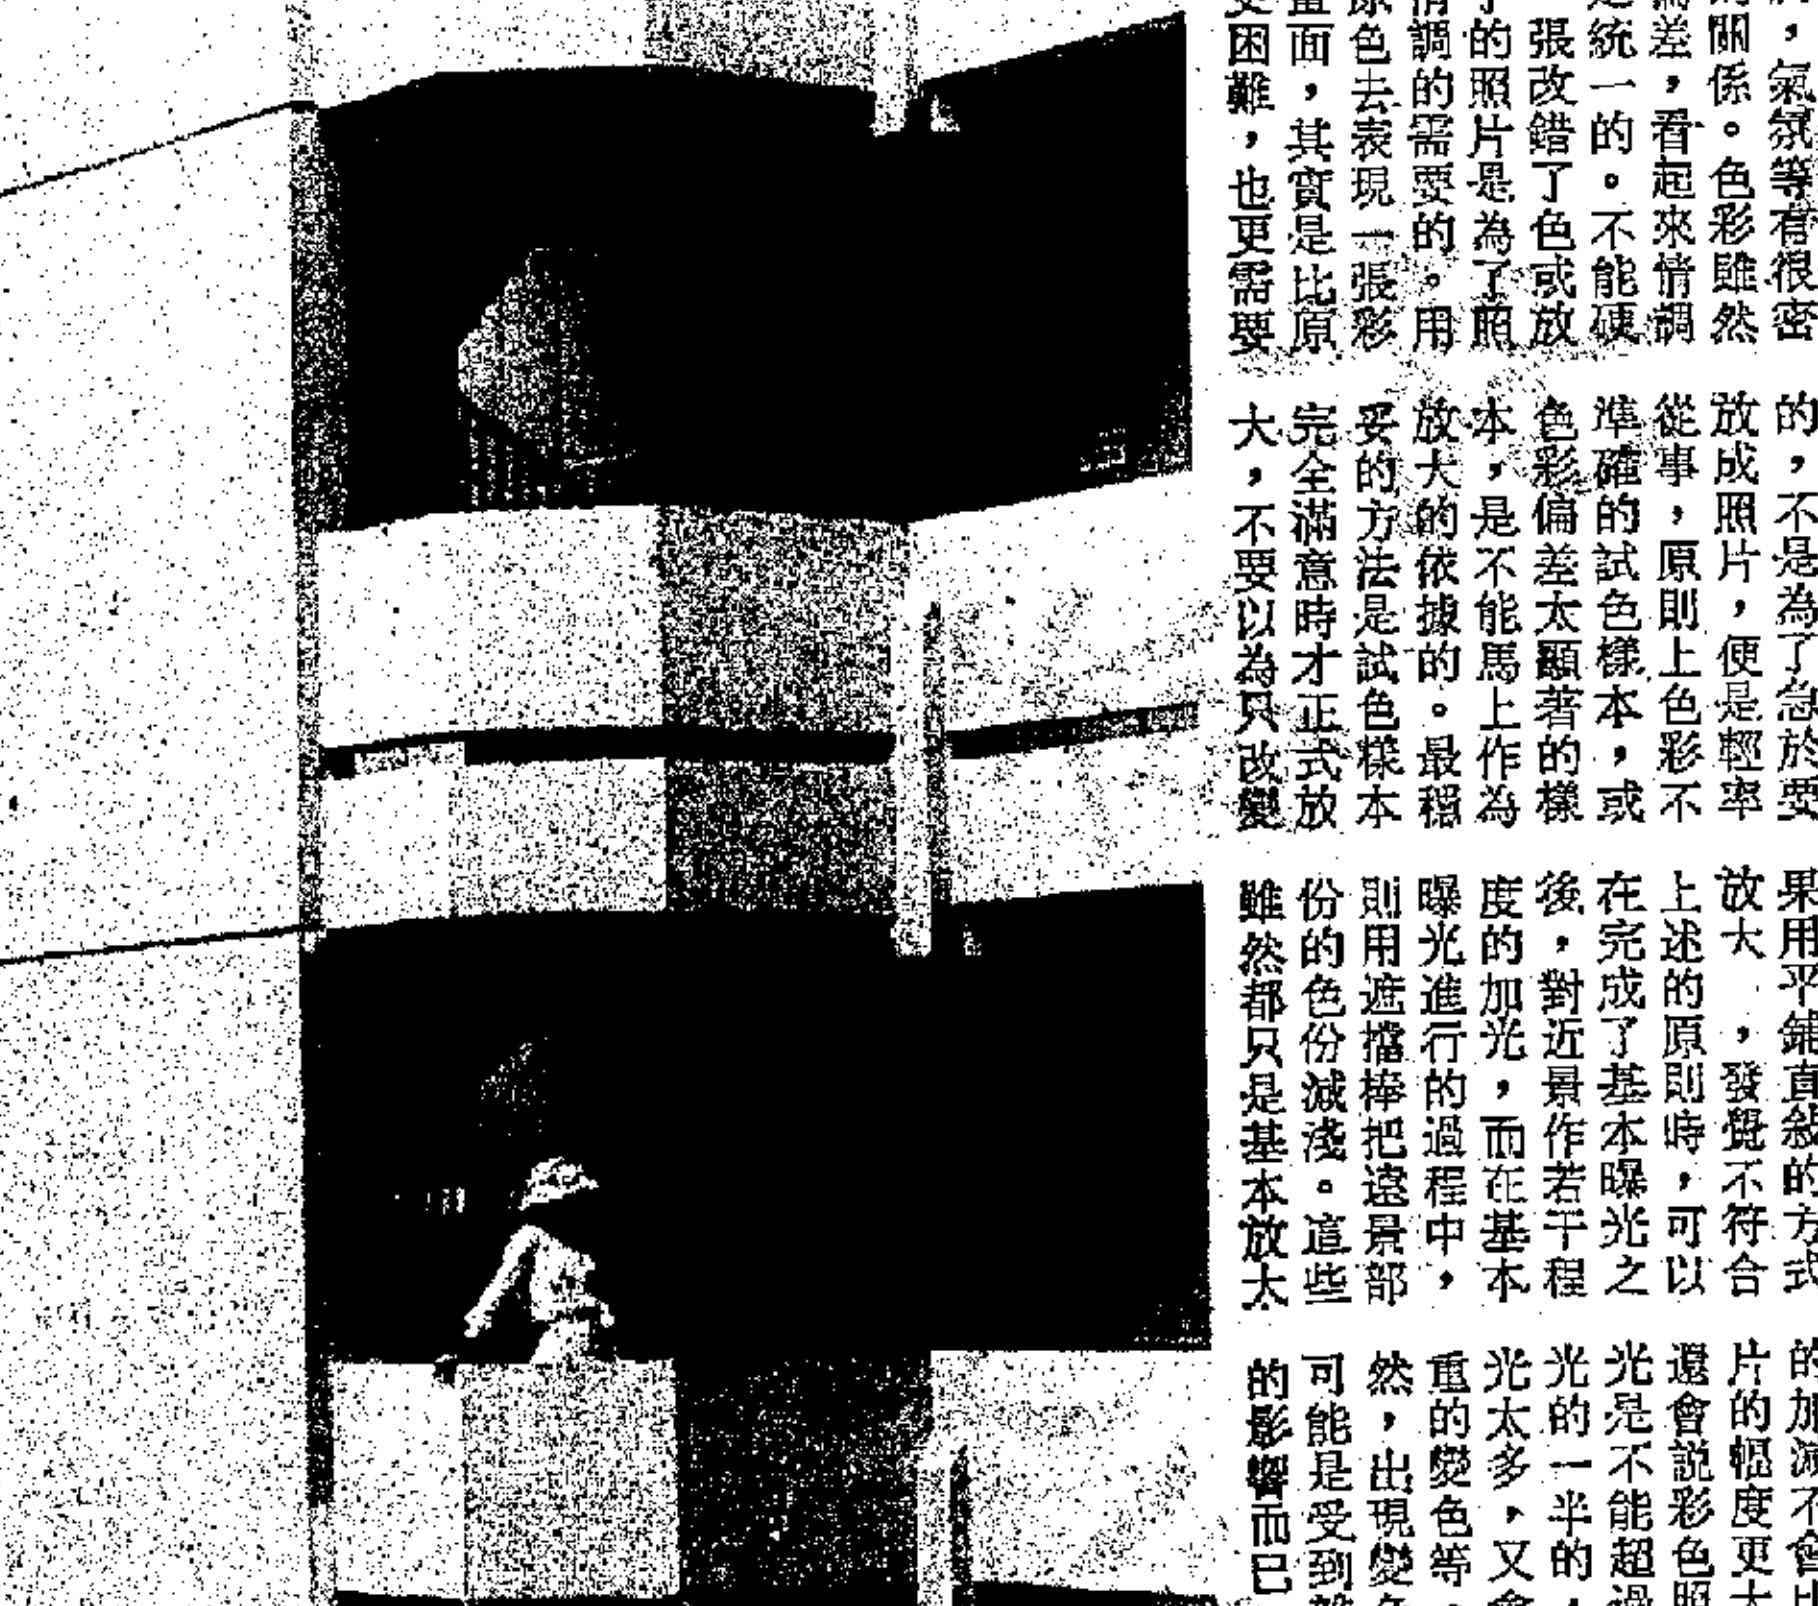 ，氣氛等有很密
關係。色彩雖然
差，看起來情調
統一的。不能硬
張改錯了色或放
的照片是為了照
調的需要的。用
色去表現一張彩
面，其實是比原
困難，也更需要
的，不是為了急於要
放成照片，便是輕率
從事，原則上色彩不
準確的試色樣本，或
色彩偏差太顯著的樣
本，是不能馬上作為
放大的依據的。最穩
妥的方法是試色樣本
完全滿意時才正式放
大，不要以為只改變
果用平鋪直敍的方式
放大，發覺不符合
上述的原則時，可以
在完成了基本曝光之
後，對近景作若干程
度的加光，而在基本
曝光進行的過程中，
則用遮擋棒把遠景部
份的色份減淺。這些
雖然都只是基本放大
的加減不會
片的幅度更大
還會說彩色照
光是不能超過
光的一半的，
光太多，又會
重的變色等
然，出現變色
可能是受到
的影響而已